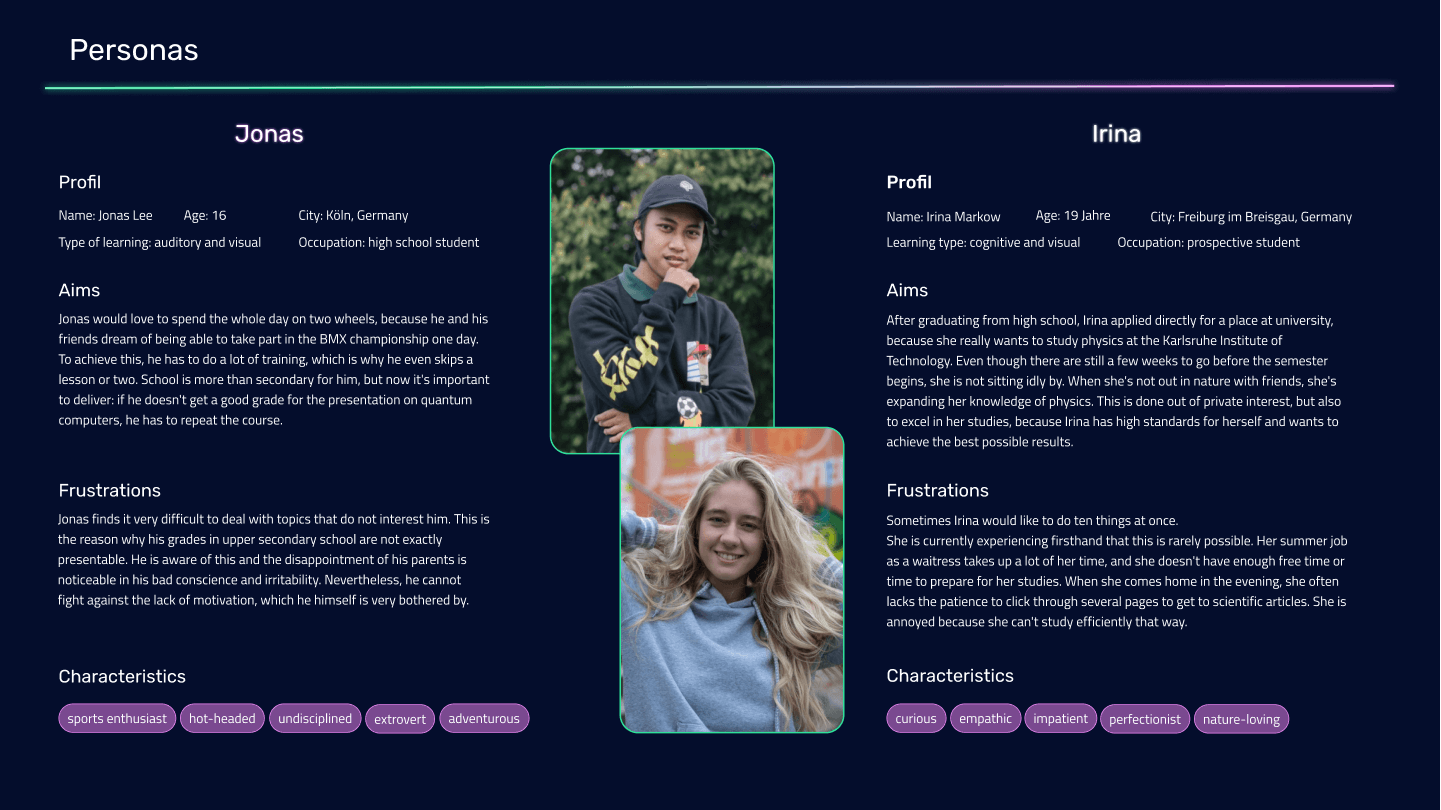 Personas
Jonas
Profil
Name: Jonas Lee Age: 16 City: Köln, Germany
Type of learning: auditory and visual Occupation: high school student
Aims
Jonas would love to spend the whole day on two wheels, because he and his
friends dream of being able to take part in the BMX championship one day.
To achieve this, he has to do a lot of training, which is why he even skips a
lesson or two. School is more than secondary for him, but now it's important
to deliver: if he doesn't get a good grade for the presentation on quantum
computers, he has to repeat the course.
Frustrations
Jonas finds it very difficult to deal with topics that do not interest him. This is
the reason why his grades in upper secondary school are not exactly
presentable. He is aware of this and the disappointment of his parents is
noticeable in his bad conscience and irritability. Nevertheless, he cannot
fight against the lack of motivation, which he himself is very bothered by.
Characteristics
sports enthusiast hot-headed undisciplined extrovert adventurous
Irina
Profil
Name: Irina Markow Age: 19 Jahre City: Freiburg im Breisgau, Germany
Learning type: cognitive and visual Occupation: prospective student
Aims
After graduating from high school, Irina applied directly for a place at university,
because she really wants to study physics at the Karlsruhe Institute of
Technology. Even though there are still a few weeks to go before the semester
begins, she is not sitting idly by. When she's not out in nature with friends, she's
expanding her knowledge of physics. This is done out of private interest, but also
to excel in her studies, because Irina has high standards for herself and wants to
achieve the best possible results.
Frustrations
Sometimes Irina would like to do ten things at once.
She is currently experiencing firsthand that this is rarely possible. Her summer job
as a waitress takes up a lot of her time, and she doesn't have enough free time or
time to prepare for her studies. When she comes home in the evening, she often
lacks the patience to click through several pages to get to scientific articles. She is
annoyed because she can't study efficiently that way.
Characteristics
curious empathic impatient perfectionist nature-loving